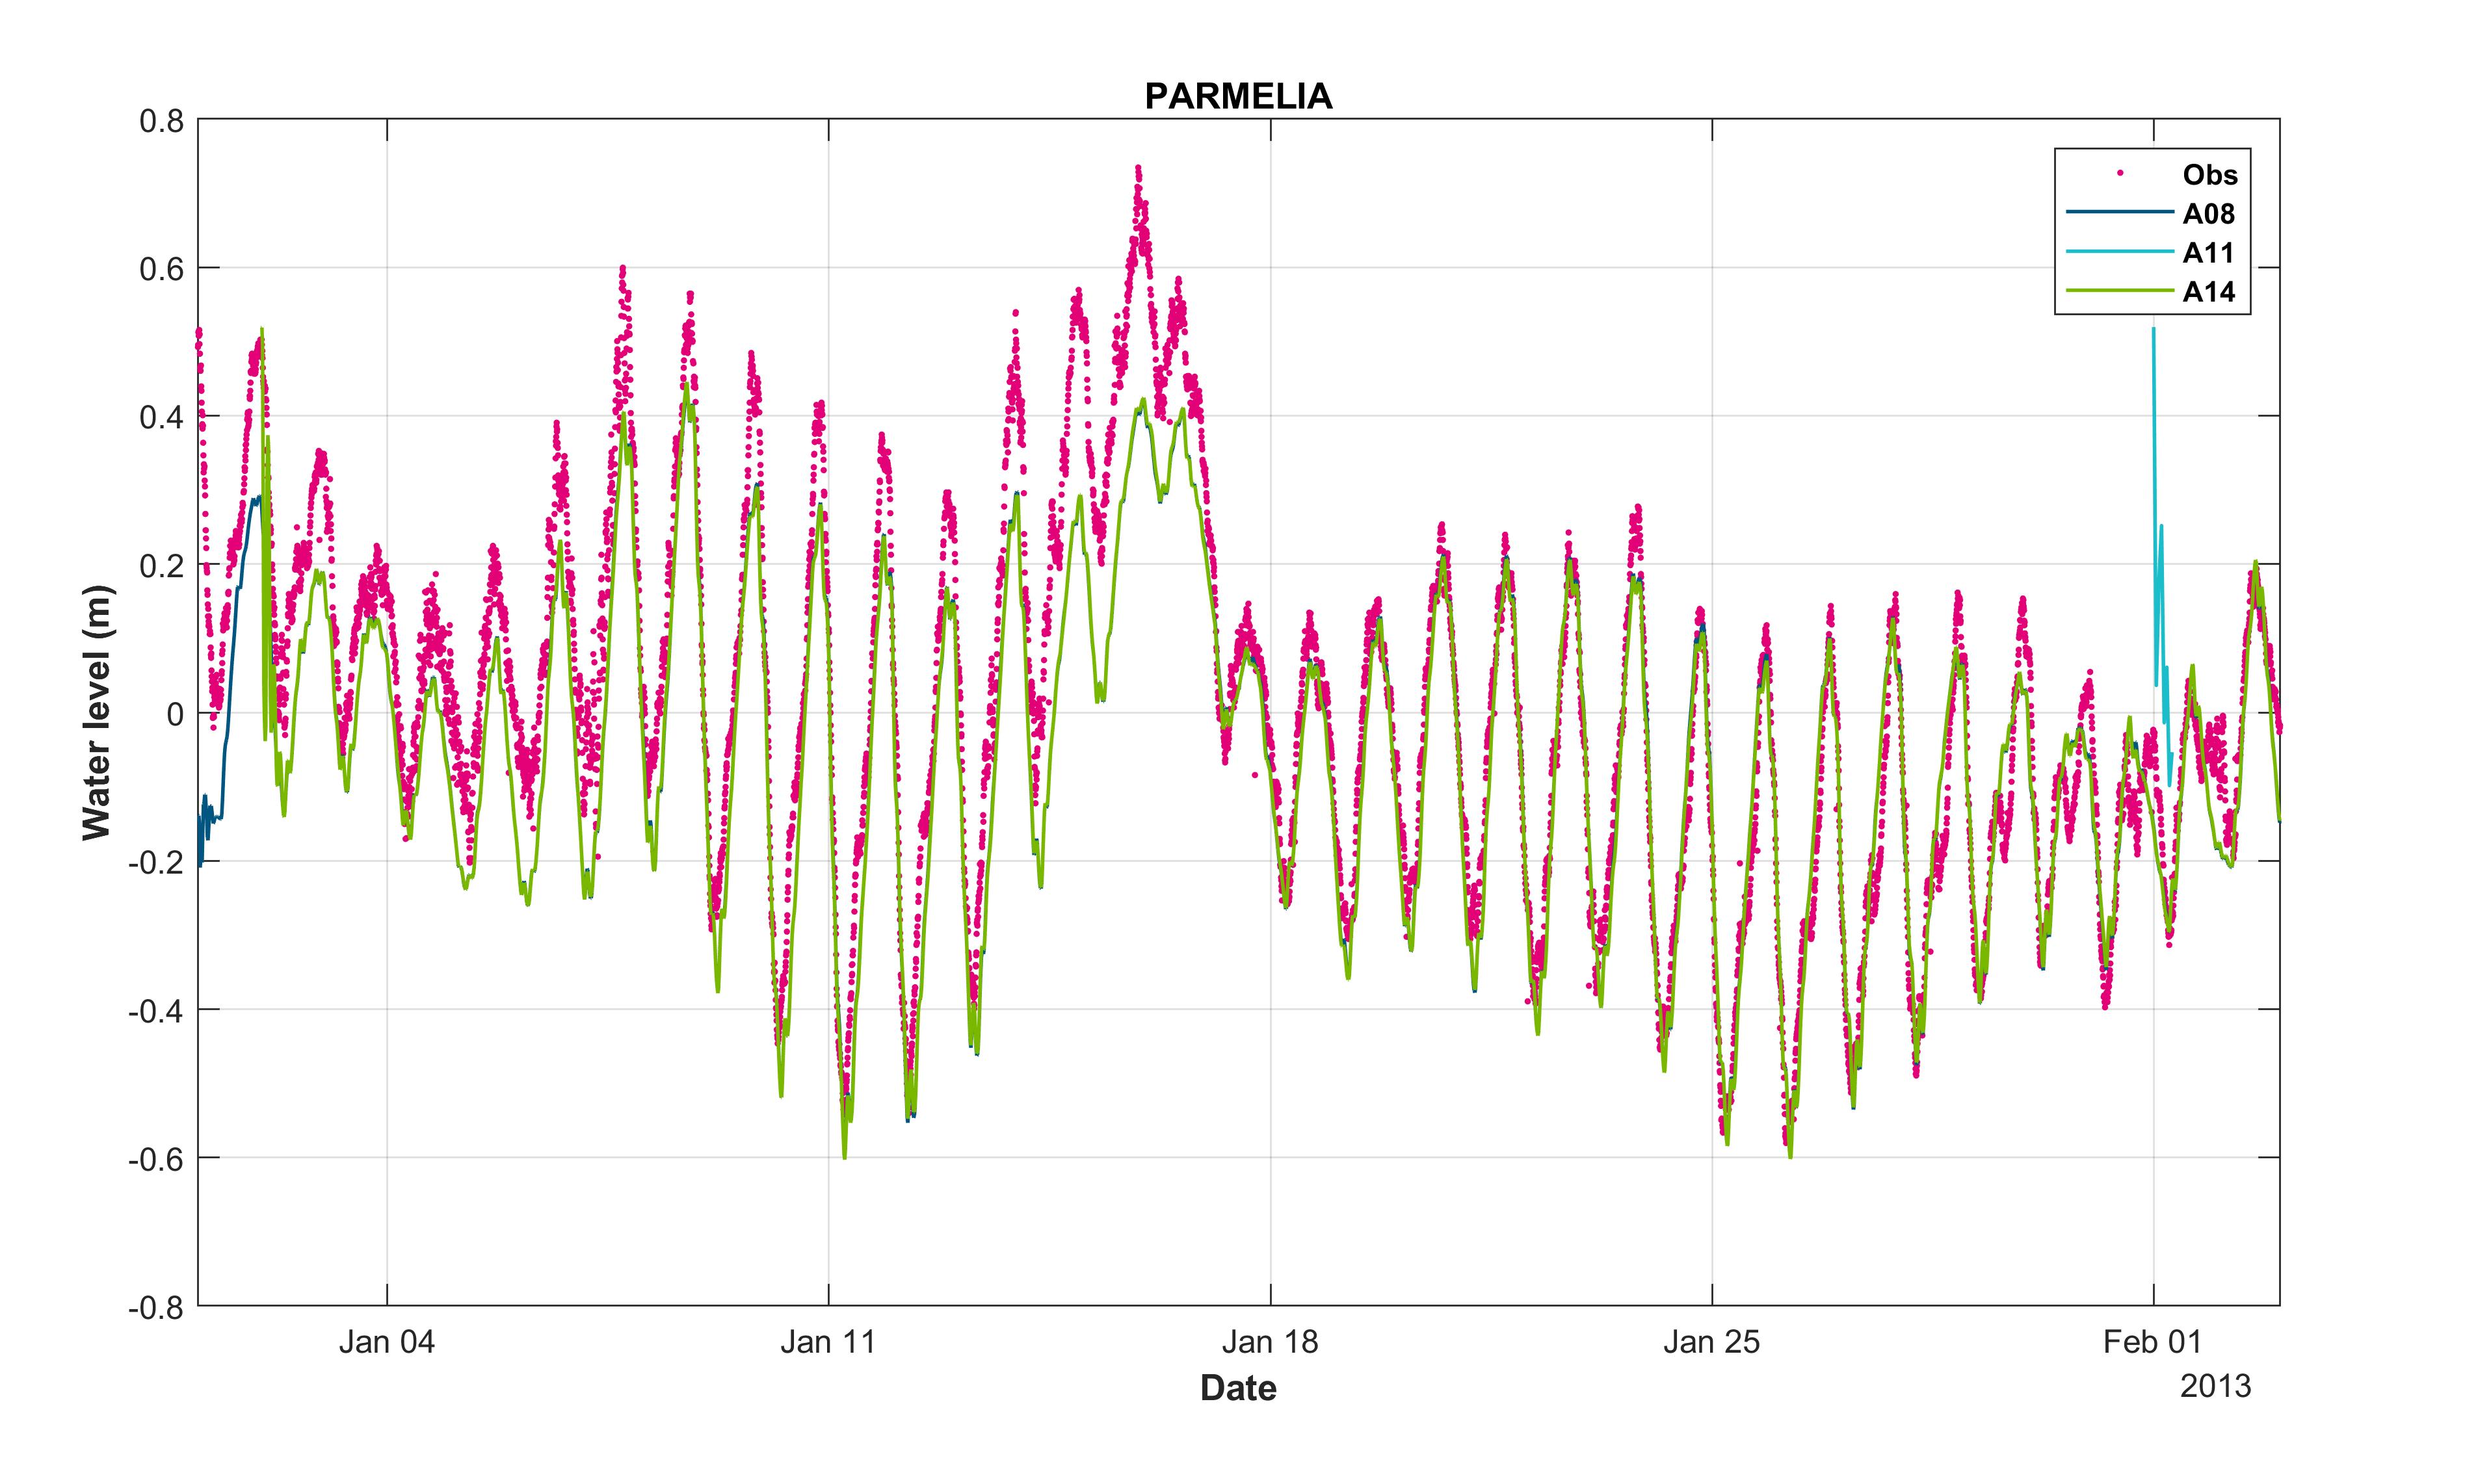 PARMELIA
0.8
0.6
0.4
0.2
0
-0.2
-0.4
-0.6
-0.8
Water level (m)
Obs
A08
A11
A14
Jan 04
Jan 11
Jan 18
Jan 25
Feb 01
Date
2013